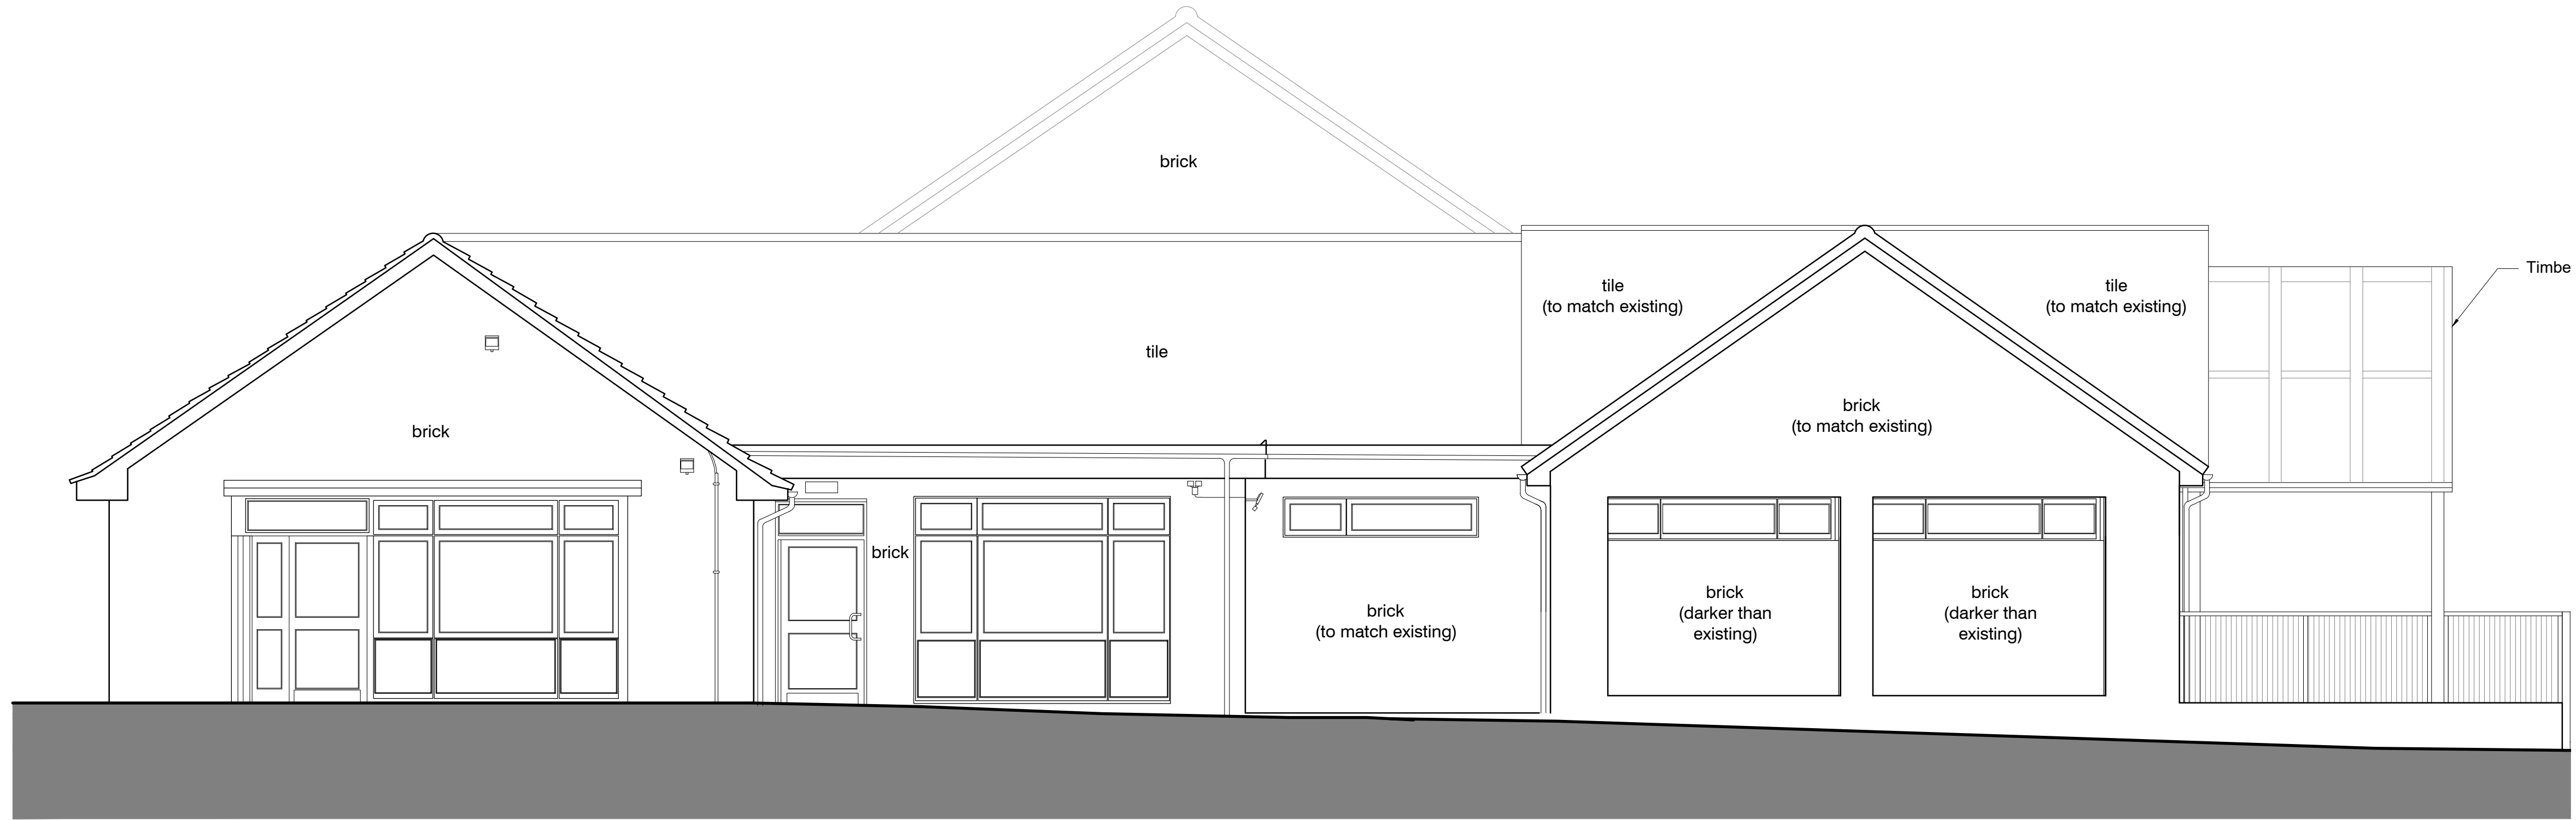 brick
tile
(to match existing)
tile
(to match existing)
Timbe
tile
brick
(to match existing)
brick
brick
brick
(to match existing)
brick
(darker than
existing)
brick
(darker than
existing)